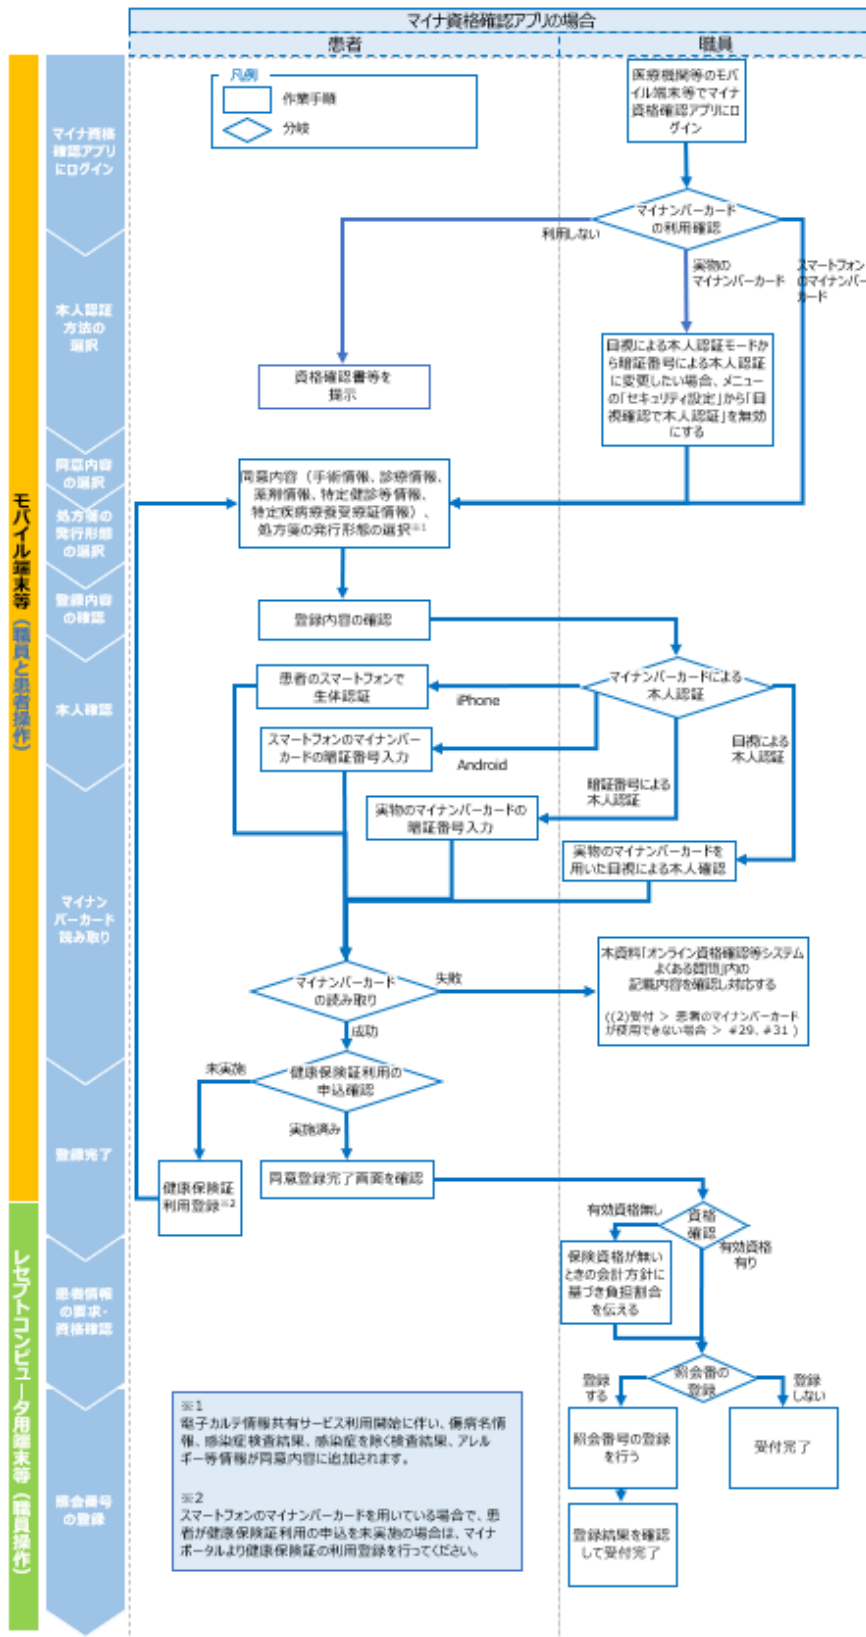 マイナ資格確認アプリの場合
患者
職員
凡例
作業手順
分岐
モバイル端末等（職員と患者操作）
レセプトコンピュータ用端末等（職員操作）
マイナ資格
確認アプリ
にログイン
本人認証
方法の
選択
同意内容
の選択
処方箋の
発行形態
の選択
登録内容
の確認
本人確認
マイナン
バーカード
読み取り
登録完了
患者情報
の要求・
資格確認
照会番号
の登録
医療機関等のモバ
イル端末等でマイナ
資格確認アプリにロ
グイン
マイナンバーカード
の利用確認
利用しない
実物の
マイナンバーカード
スマートフォン
のマイナンバー
カード
資格確認書等を
提示
目視による本人認証モードか
ら暗証番号による本人認証
に変更したい場合、メニュー
の「セキュリティ設定」から「目
視確認で本人認証」を無効
にする
同意内容（手術情報、診療情報、
薬剤情報、特定健診等情報、
特定疾病療養受療証情報）、
処方箋の発行形態の選択※1
登録内容の確認
マイナンバーカードによる
本人認証
患者のスマートフォンで
生体認証
iPhone
スマートフォンのマイナンバー
カードの暗証番号入力
Android
目視による
本人認証
暗証番号による
本人認証
実物のマイナンバーカードの
暗証番号入力
実物のマイナンバーカードを
用いた目視による本人確認
マイナンバーカード
の読み取り
失敗
成功
本資料「オンライン資格確認等システム
よくある質問」内の
記載内容を確認し対応する
((2)受付 > 患者のマイナンバーカード
が使用できない場合 > #29、#31 )
健康保険証利用の
申込確認
未実施
実施済み
健康保険証
利用登録※2
同意登録完了画面を確認
資格
確認
有効資格無し
有効資格
有り
保険資格が無い
ときの会計方針に
基づき負担割合
を伝える
照会番の
登録
登録
する
登録
しない
照会番号の登録
を行う
受付完了
登録結果を確認
して受付完了
※1
電子カルテ情報共有サービス利用開始に伴い、傷病名情
報、感染症検査結果、感染症を除く検査結果、アレル
ギー等情報が同意内容に追加されます。
※2
スマートフォンのマイナンバーカードを用いている場合で、患
者が健康保険証利用の申込を未実施の場合は、マイナ
ポータルより健康保険証の利用登録を行ってください。